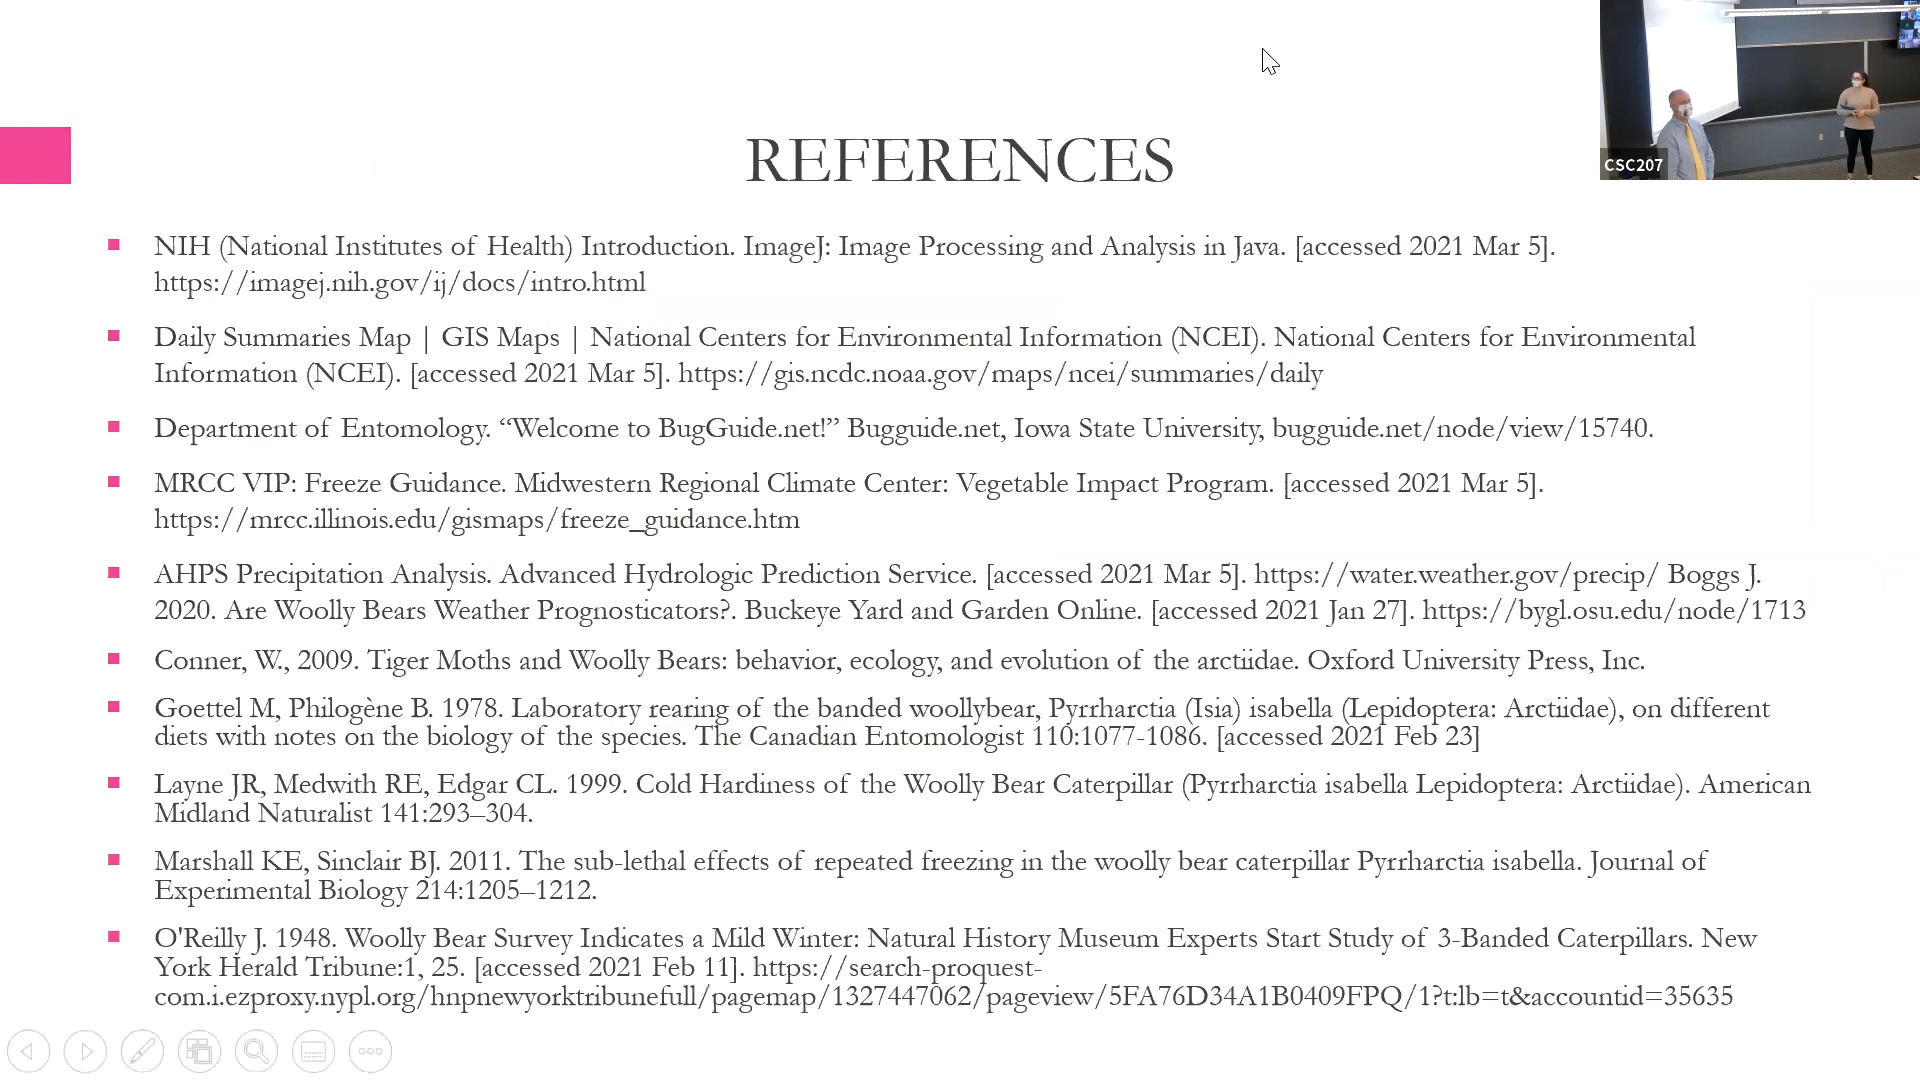 REFERENCES
CSC207
NIH (National Institutes of Health) Introduction. ImageJ: Image Processing and Analysis in Java. [accessed 2021 Mar 5].
https://imagej.nih.gov/ij/docs/intro.html
Daily Summaries Map | GIS Maps | National Centers for Environmental Information (NCEI). National Centers for Environmental
Information (NCEI). [accessed 2021 Mar 5]. https://gis.ncdc.noaa.gov/maps/ncei/summaries/daily
Department of Entomology. “Welcome to BugGuide.net!” Bugguide.net, Iowa State University, bugguide.net/node/view/15740.
MRCC VIP: Freeze Guidance. Midwestern Regional Climate Center: Vegetable Impact Program. [accessed 2021 Mar 5].
https://mrcc.illinois.edu/gismaps/freeze_guidance.htm
AHPS Precipitation Analysis. Advanced Hydrologic Prediction Service. [accessed 2021 Mar 5]. https://water.weather.gov/precip/ Boggs J.
2020. Are Woolly Bears Weather Prognosticators?. Buckeye Yard and Garden Online. [accessed 2021 Jan 27]. https://bygl.osu.edu/node/1713
Conner, W., 2009. Tiger Moths and Woolly Bears: behavior, ecology, and evolution of the arctiidae. Oxford University Press, Inc.
Goettel M, Philogène B. 1978. Laboratory rearing of the banded woollybear, Pyrrharctia (Isia) isabella (Lepidoptera: Arctiidae), on different
diets with notes on the biology of the species. The Canadian Entomologist 110:1077-1086. [accessed 2021 Feb 23]
Layne JR, Medwith RE, Edgar CL. 1999. Cold Hardiness of the Woolly Bear Caterpillar (Pyrrharctia isabella Lepidoptera: Arctiidae). American
Midland Naturalist 141:293–304.
Marshall KE, Sinclair BJ. 2011. The sub-lethal effects of repeated freezing in the woolly bear caterpillar Pyrrharctia isabella. Journal of
Experimental Biology 214:1205–1212.
O'Reilly J. 1948. Woolly Bear Survey Indicates a Mild Winter: Natural History Museum Experts Start Study of 3-Banded Caterpillars. New
York Herald Tribune:1, 25. [accessed 2021 Feb 11]. https://search-proquest-
com.i.ezproxy.nypl.org/hnpnewyorktribunefull/pagemap/1327447062/pageview/5FA76D34A1B0409FPQ/1?t:lb=t&accountid=35635